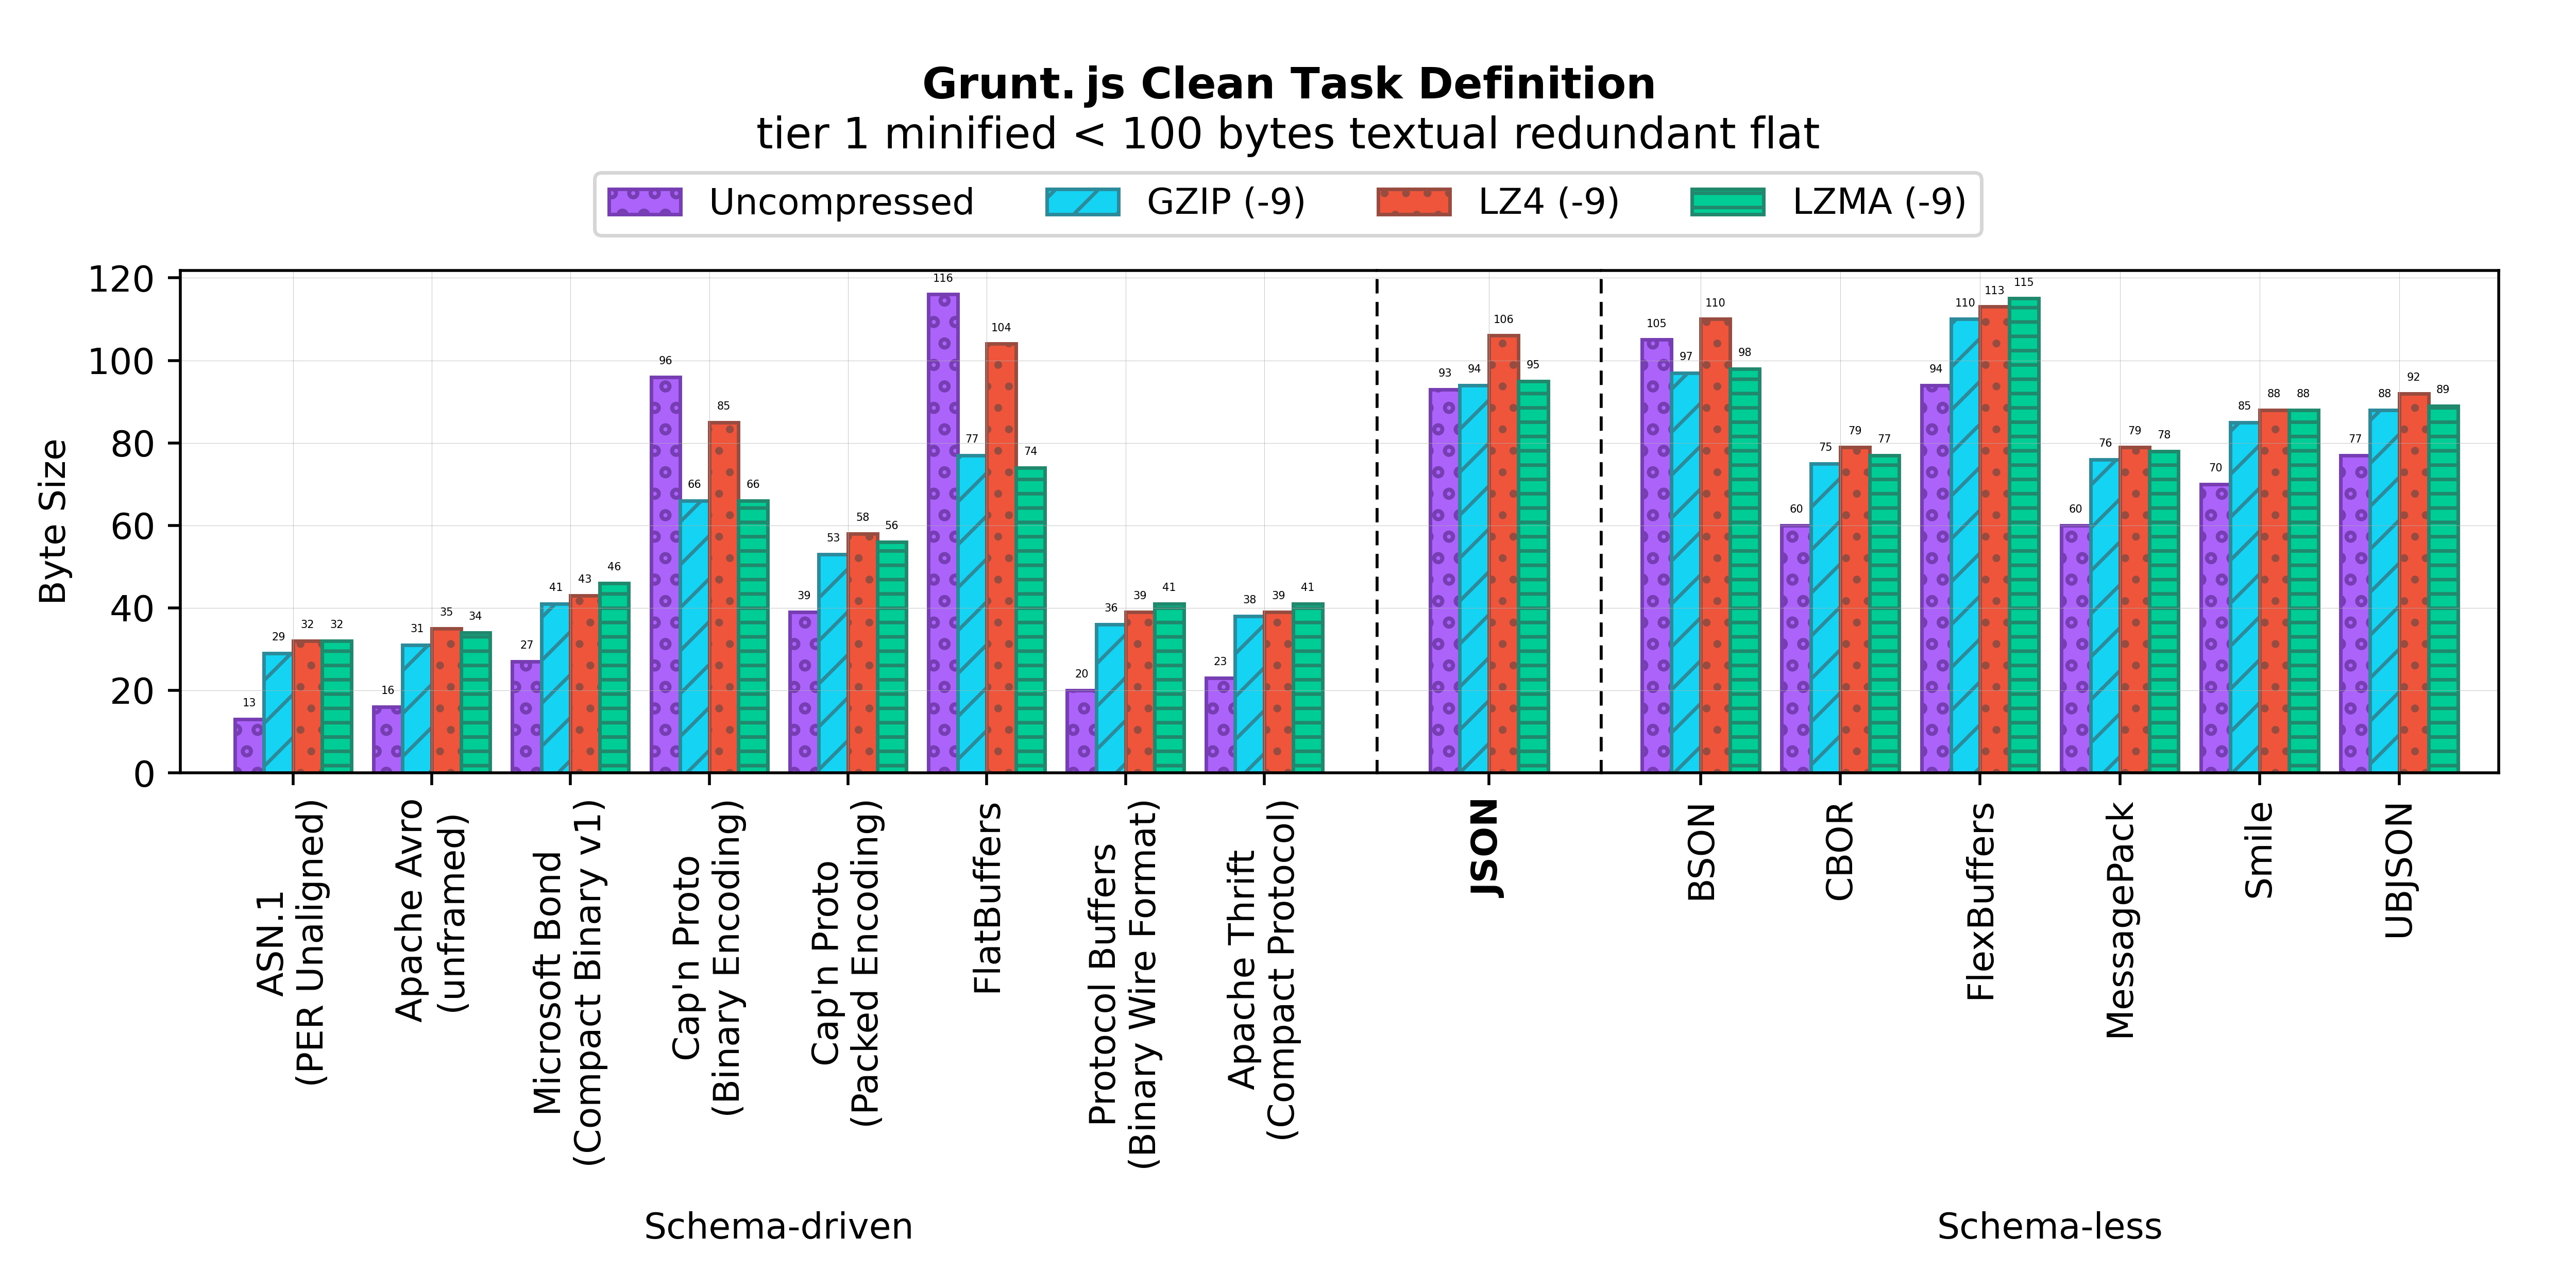 Grunt.js Clean Task Definition
tier 1 minified < 100 bytes textual redundant flat
Uncompressed GZIP (-9) LZ4 (-9) LZMA (-9)
Byte Size
120
100
80
60
40
20
0
13 29 32 32
16 31 35 34
27 41 43 46
96 66 85 66
39 53 58 56
116 77 104 74
20 36 39 41
23 38 39 41
93 94 106 95
105 97 110 98
60 75 79 77
94 110 113 115
60 76 79 78
70 85 88 88
77 88 92 89
ASN.1
(PER Unaligned)
Apache Avro
(unframed)
Microsoft Bond
(Compact Binary v1)
Cap'n Proto
(Binary Encoding)
Cap'n Proto
(Packed Encoding)
FlatBuffers
Protocol Buffers
(Binary Wire Format)
Apache Thrift
(Compact Protocol)
JSON
BSON
CBOR
FlexBuffers
MessagePack
Smile
UBJSON
Schema-driven
Schema-less